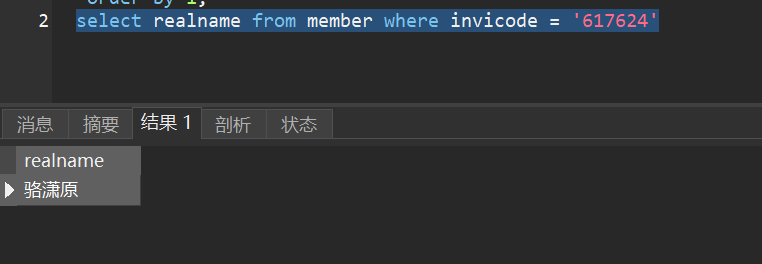 order by 1;
2 select realname from member where invicode = '617624'
消息 摘要 结果 1 剖析 状态
realname
骆潇原